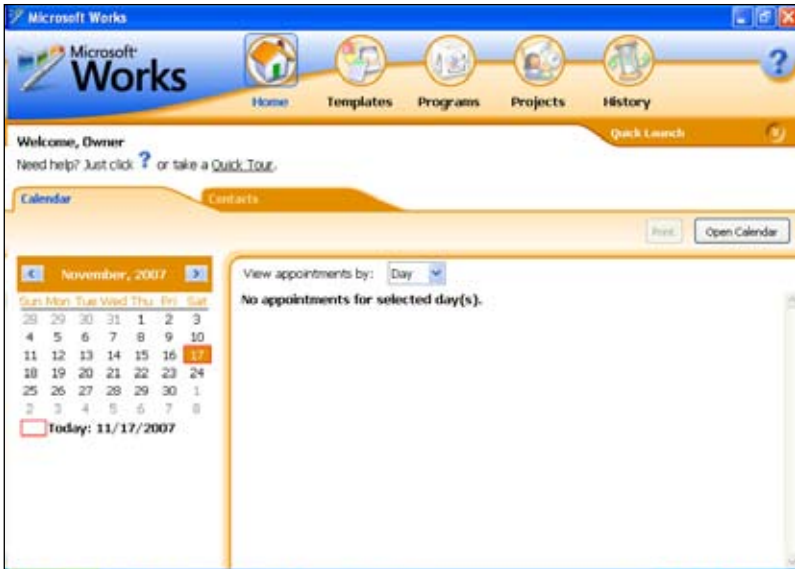 Microsoft Works
Microsoft
Works
?
Home Templates Programs Projects History
Quick Launch
Welcome, Owner
Need help? Just click ? or take a Quick Tour.
Calendar Contacts
Print Open Calendar
November, 2007
View appointments by: Day
Sun Mon Tue Wed Thu Fri Sat
No appointments for selected day(s).
28 29 30 31 1 2 3
4 5 6 7 8 9 10
11 12 13 14 15 16 17
18 19 20 21 22 23 24
25 26 27 28 29 30 1
2 3 4 5 6 7 8
Today: 11/17/2007